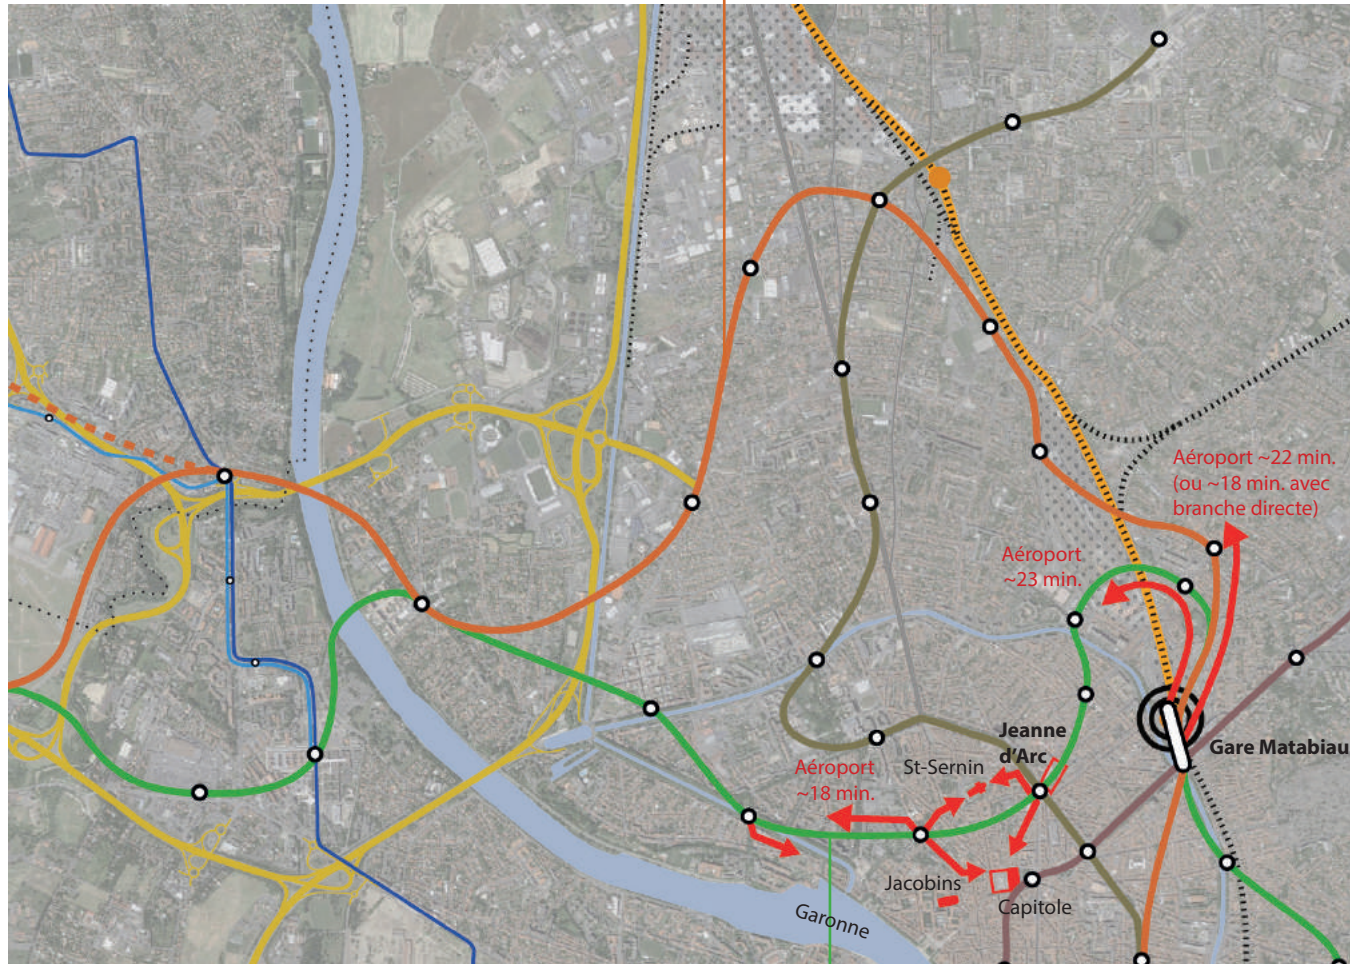 Aéroport ~22 min.
(ou ~18 min. avec
branche directe)
Aéroport
~23 min.
Jeanne
d'Arc
Gare Matabiau
St-Sernin
Aéroport
~18 min.
Jacobins
Capitole
Garonne